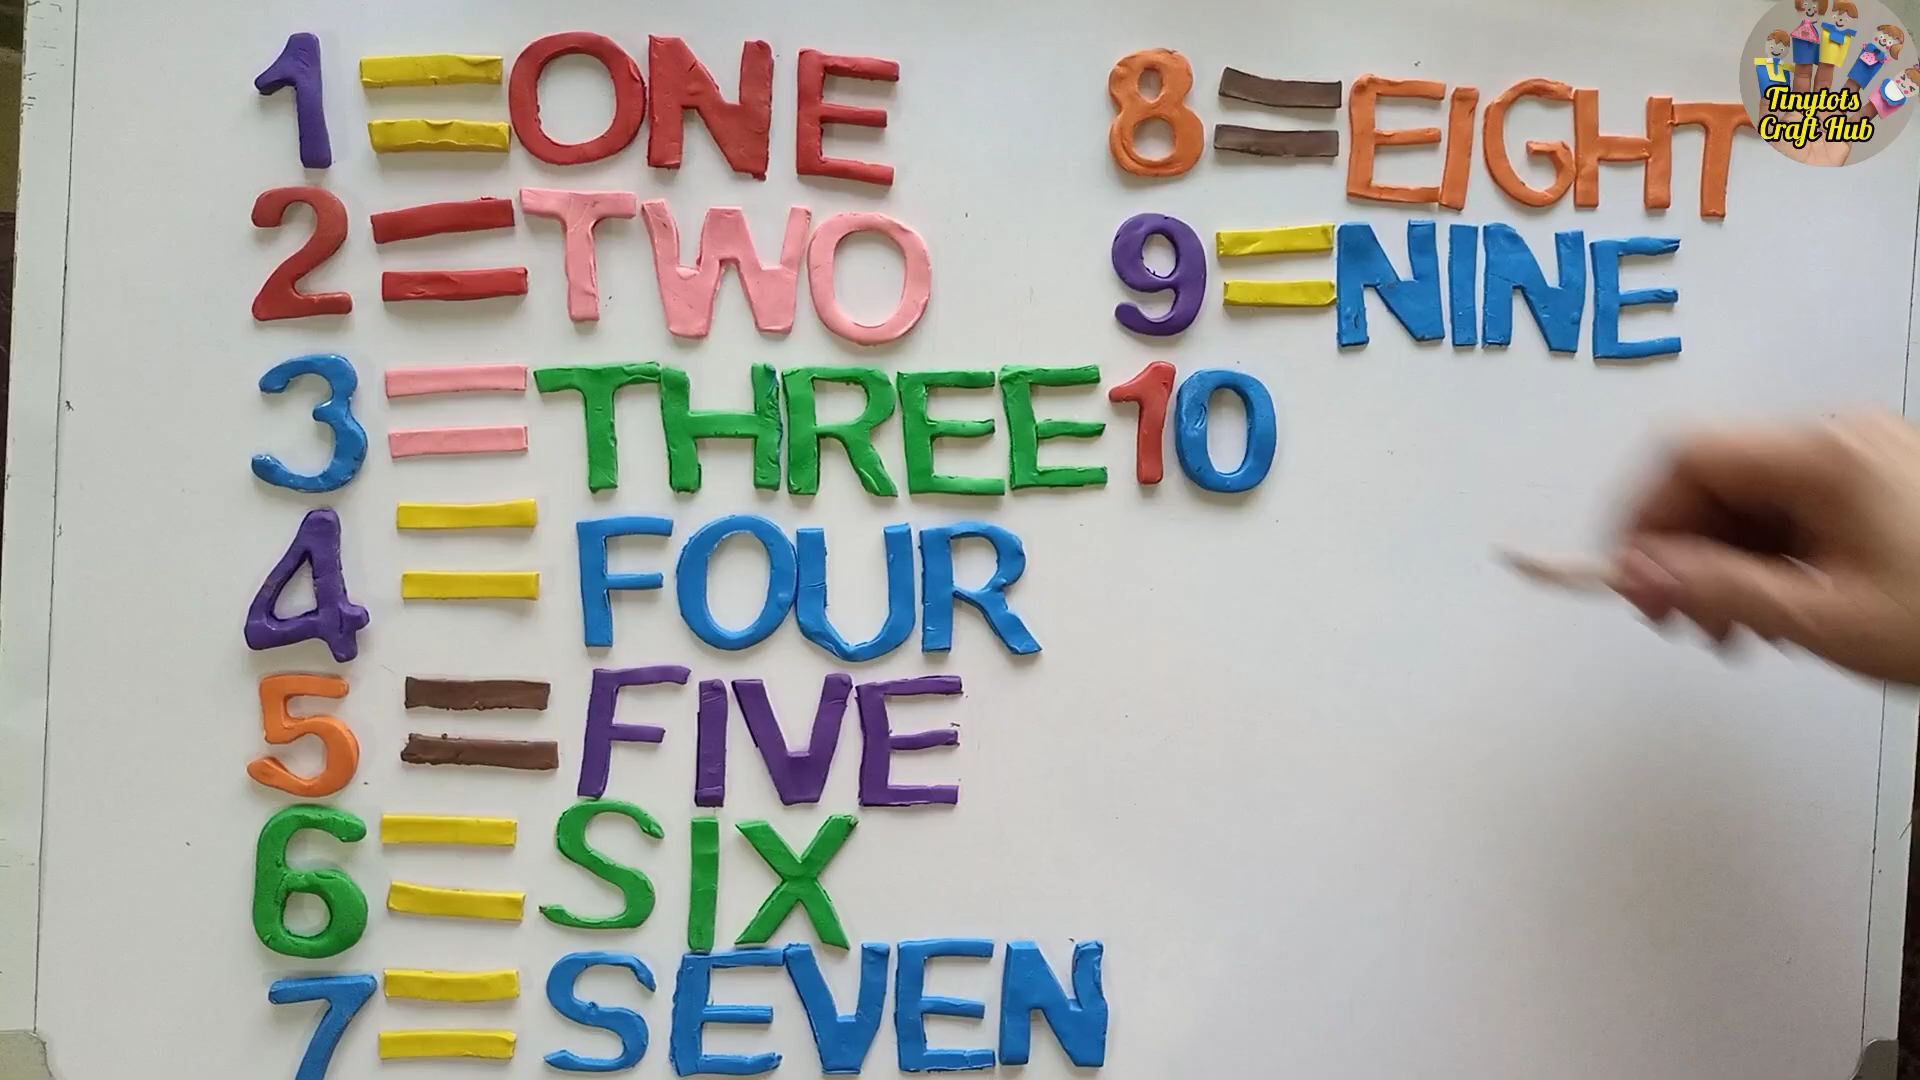 1 = ONE
2 = TWO
3 = THREE
4 = FOUR
5 = FIVE
6 = SIX
7 = SEVEN
8 = EIGHT
9 = NINE
10
Tinytots
Craft Hub